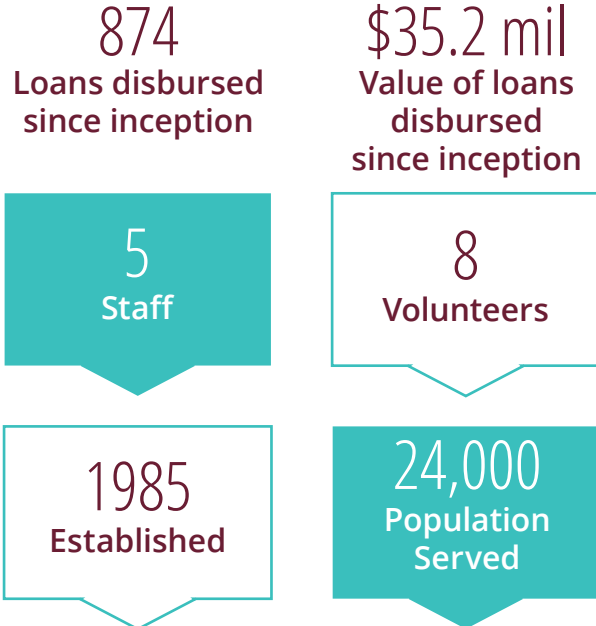 874
Loans disbursed
since inception
$35.2 mil
Value of loans
disbursed
since inception
5
Staff
8
Volunteers
1985
Established
24,000
Population
Served